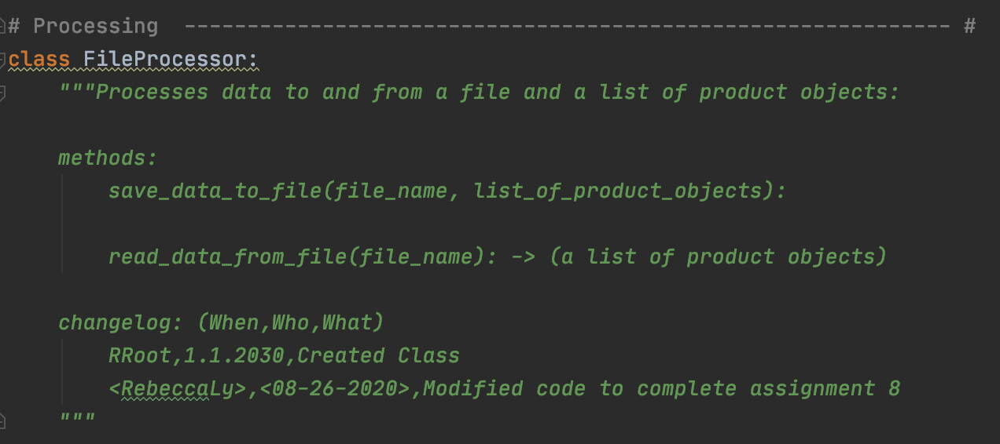 # Processing  ------------------------------------------------------------- #
class FileProcessor:
"""Processes data to and from a file and a list of product objects:
methods:
save_data_to_file(file_name, list_of_product_objects):
read_data_from_file(file_name): -> (a list of product objects)
changelog: (When,Who,What)
RRoot,1.1.2030,Created Class
<RebeccaLy>,<08-26-2020>,Modified code to complete assignment 8
"""